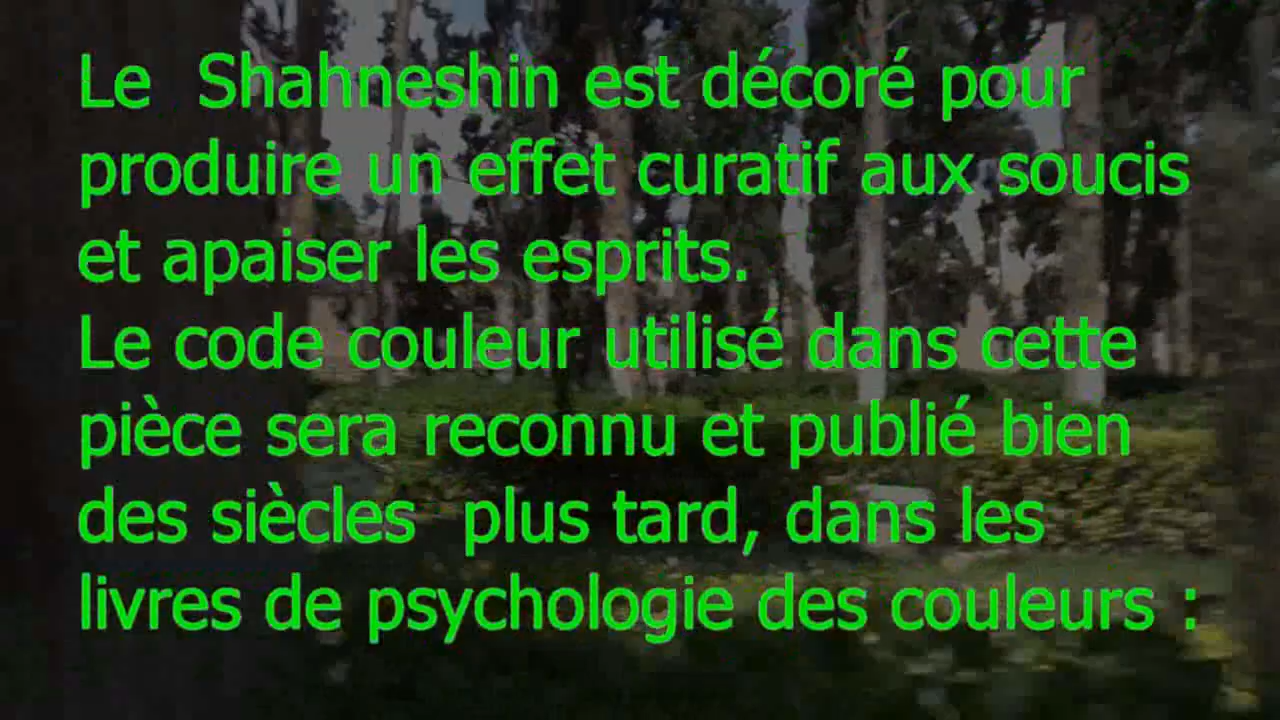 Le  Shahneshin est décoré pour
produire un effet curatif aux soucis
et apaiser les esprits.
Le code couleur utilisé dans cette
pièce sera reconnu et publié bien
des siècles  plus tard, dans les
livres de psychologie des couleurs :